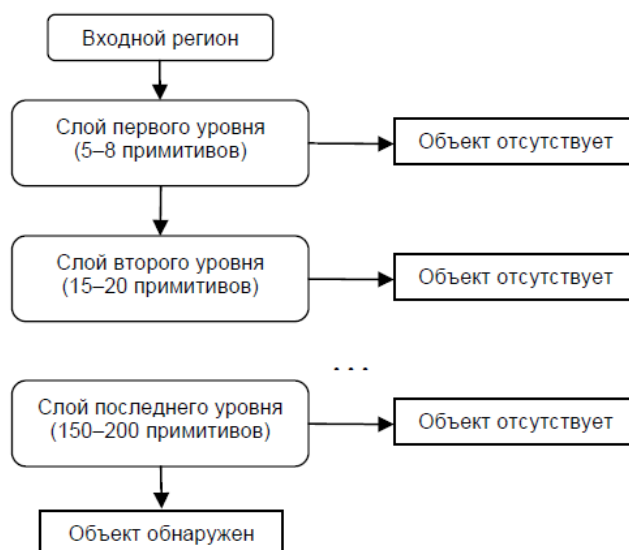 Входной регион
Слой первого уровня
(5–8 примитивов)
Объект отсутствует
Слой второго уровня
(15–20 примитивов)
Объект отсутствует
...
Слой последнего уровня
(150–200 примитивов)
Объект отсутствует
Объект обнаружен